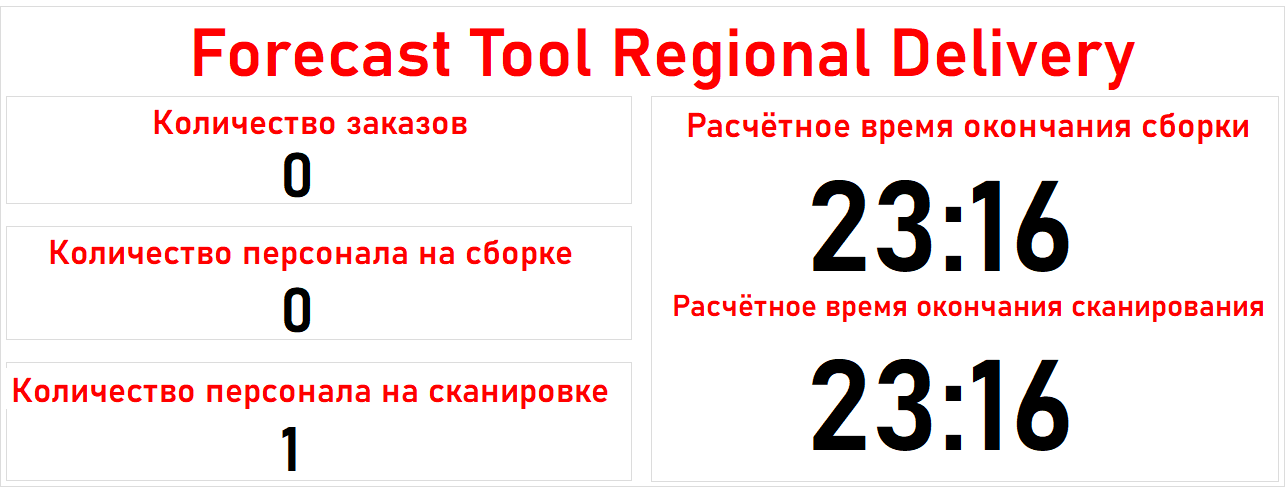 Forecast Tool Regional Delivery
Количество заказов
0
Количество персонала на сборке
0
Количество персонала на сканировке
1
Расчётное время окончания сборки
23:16
Расчётное время окончания сканирования
23:16